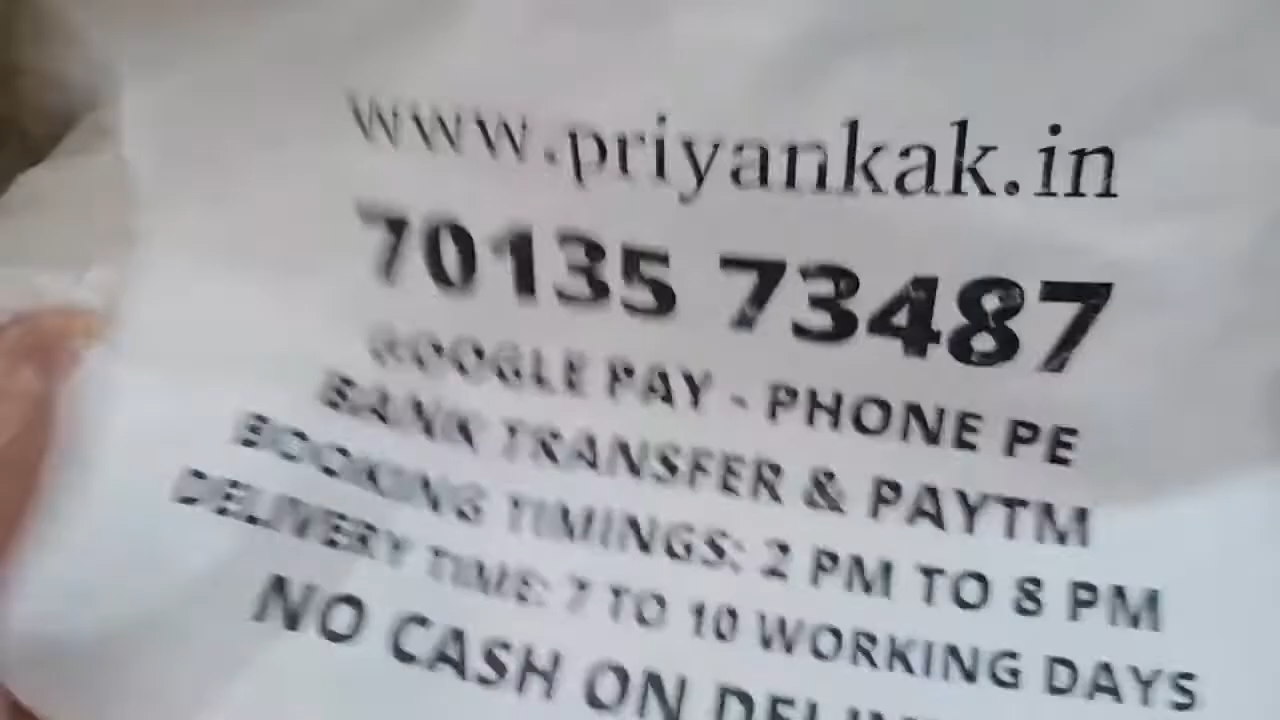 www.priyankak.in
70135 73487
GOOGLE PAY - PHONE PE
BANK TRANSFER & PAYTM
BOOKING TIMINGS: 2 PM TO 8 PM
DELIVERY TIME: 7 TO 10 WORKING DAYS
NO CASH ON